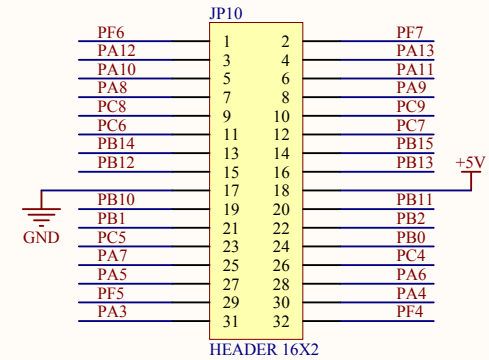 JP10
PF6 1 2 PF7
PA12 3 4 PA13
PA10 5 6 PA11
PA8 7 8 PA9
PC8 9 10 PC9
PC6 11 12 PC7
PB14 13 14 PB15
PB12 15 16 PB13
+5V
17 18
PB10 19 20 PB11
PB1 21 22 PB2
GND
PC5 23 24 PB0
PA7 25 26 PC4
PA5 27 28 PA6
PF5 29 30 PA4
PA3 31 32 PF4
HEADER 16X2